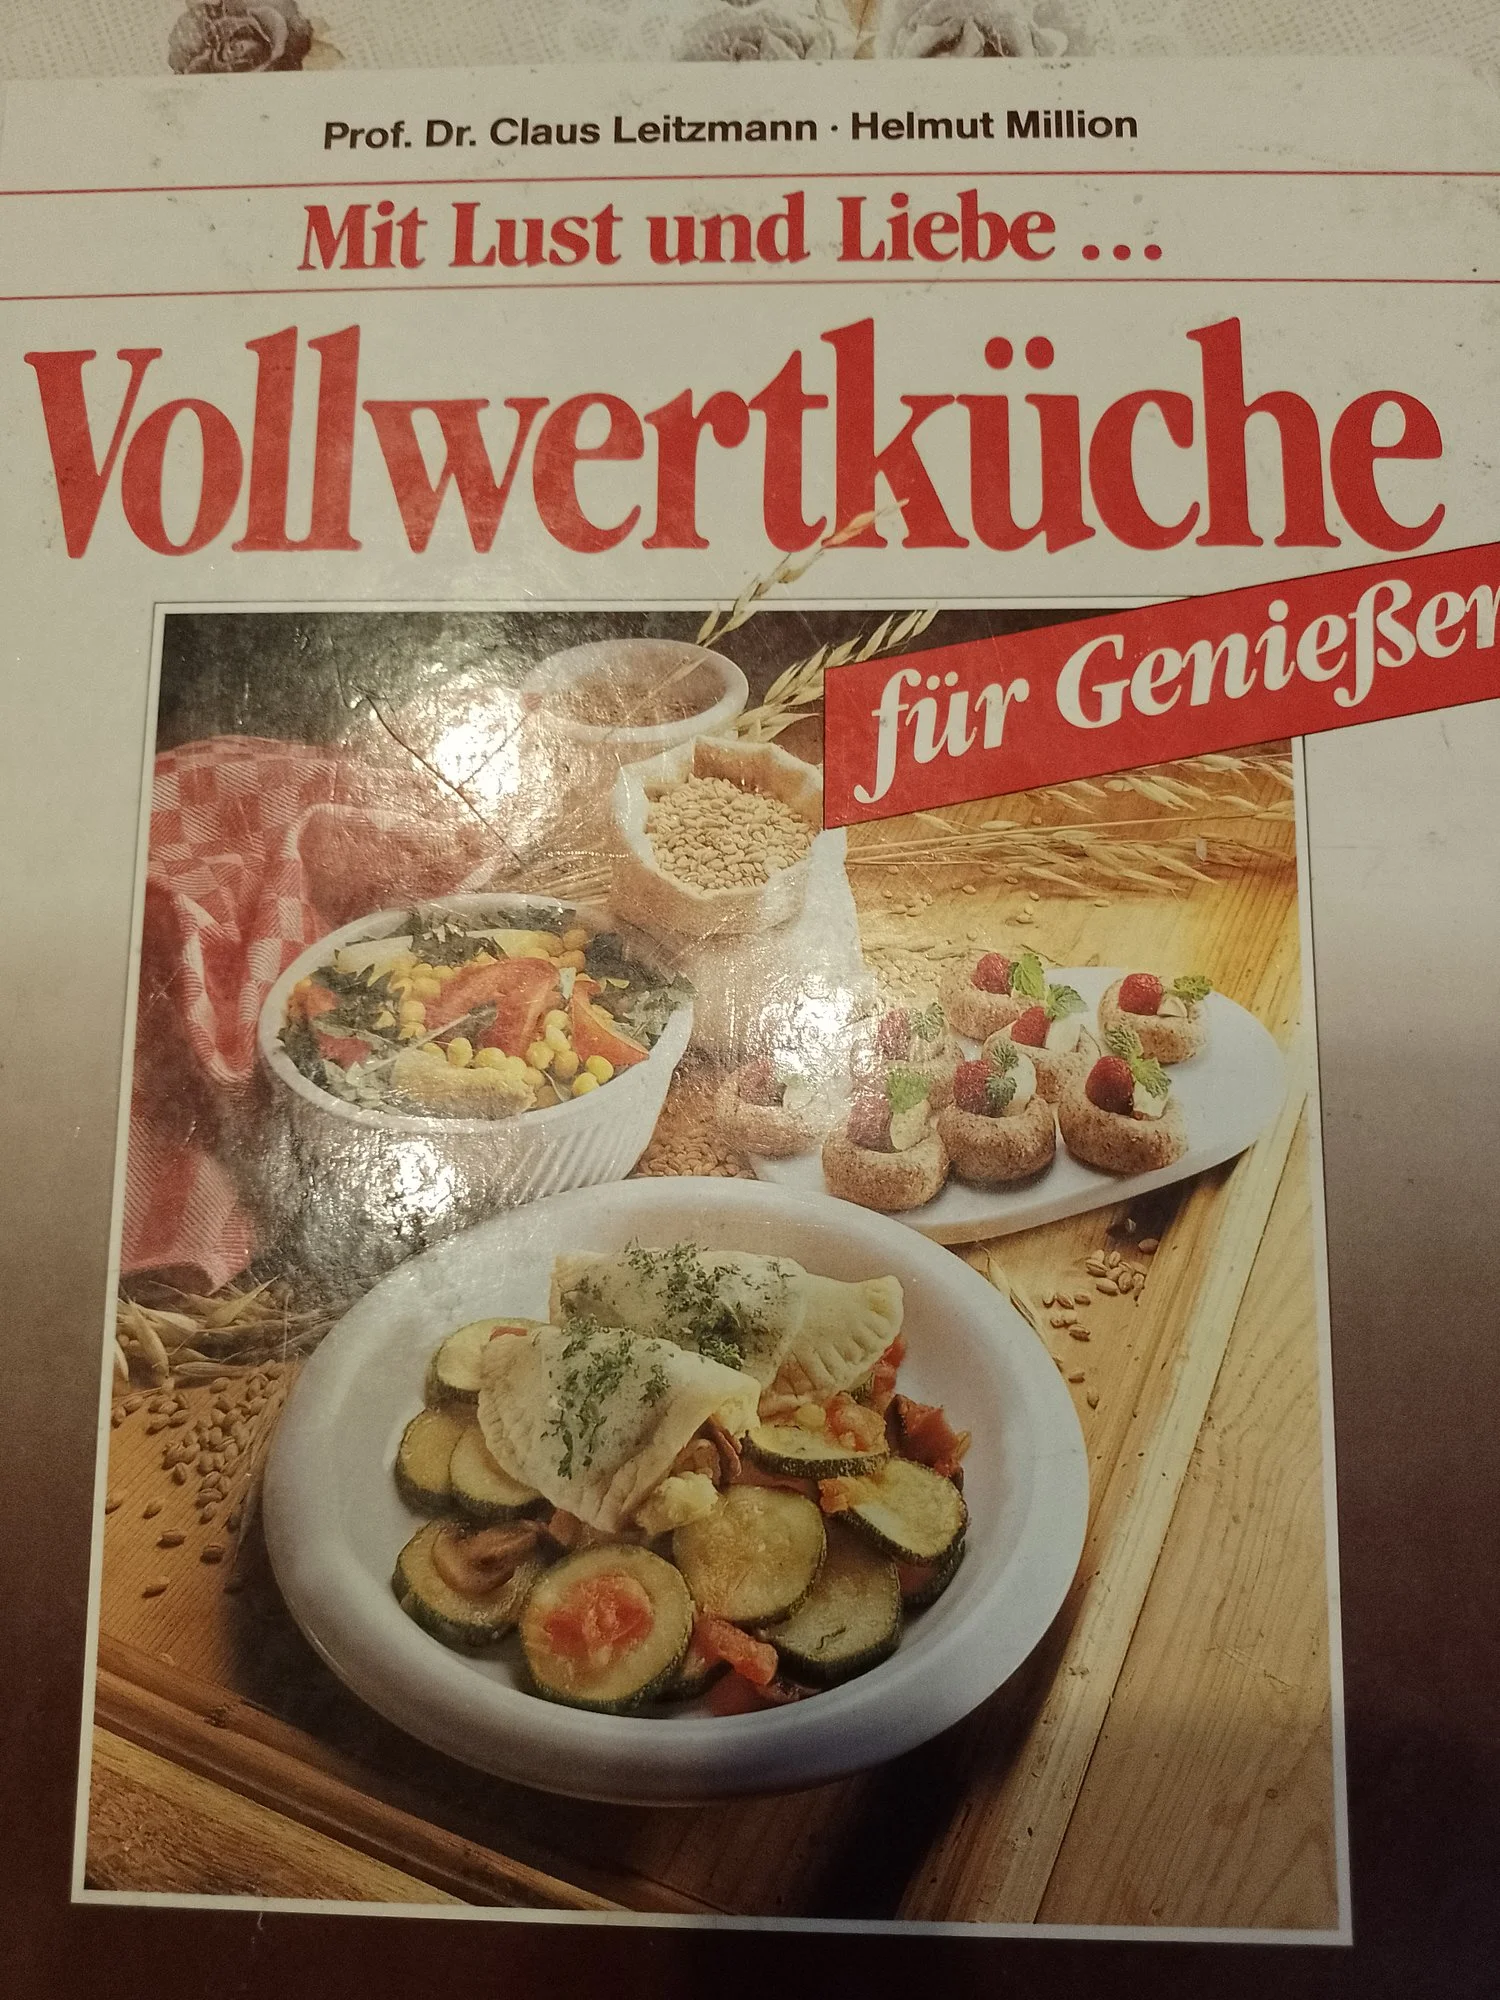 Prof. Dr. Claus Leitzmann · Helmut Million
Mit Lust und Liebe ...
Vollwertküche
für Genießer